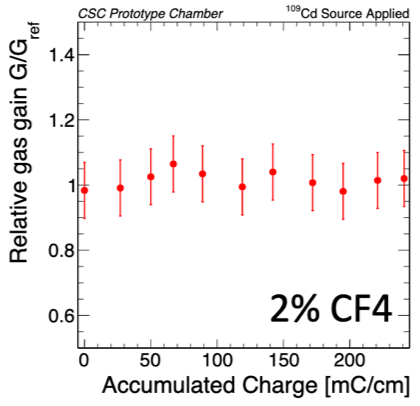 CSC Prototype Chamber
109Cd Source Applied
Relative gas gain G/Gref
1.4
1.2
1
0.8
0.6
2% CF4
0
50
100
150
200
Accumulated Charge [mC/cm]